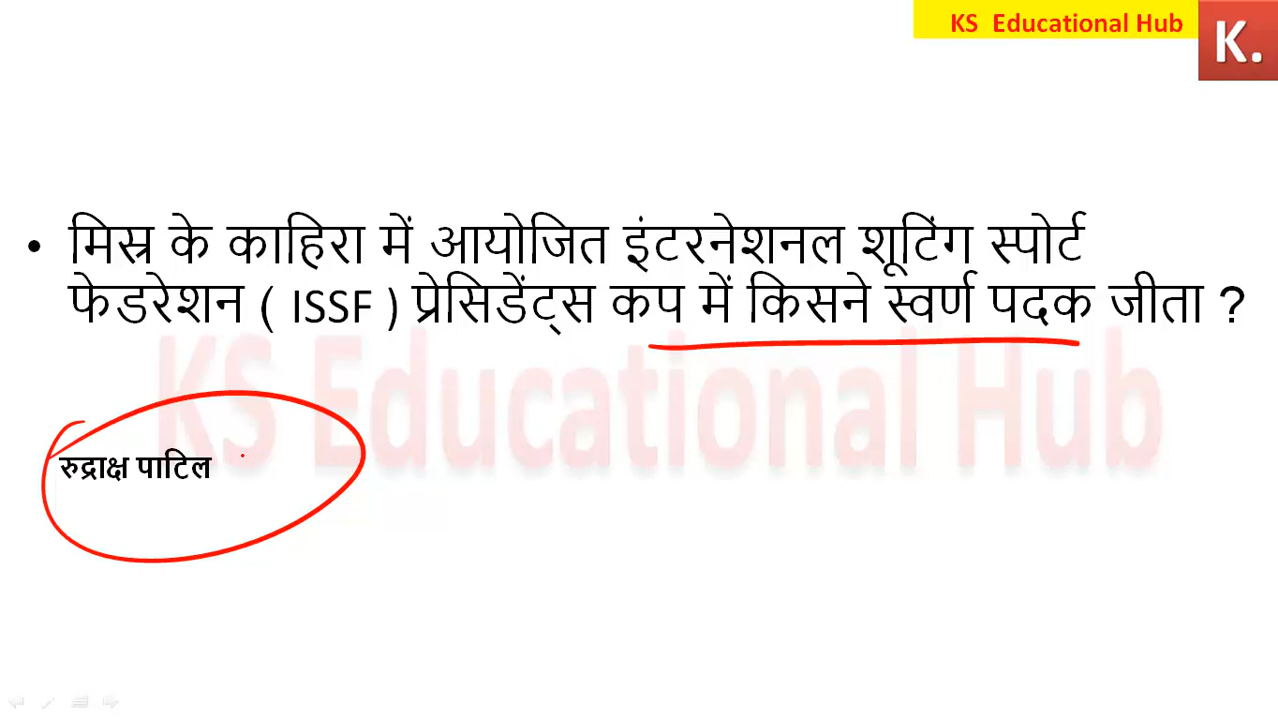 KS Educational Hub
K.
• मिस्र के काहिरा में आयोजित इंटरनेशनल शूटिंग स्पोर्ट
फेडरेशन ( ISSF ) प्रेसिडेंट्स कप में किसने स्वर्ण पदक जीता ?
KS Educational Hub
रुद्राक्ष पाटिल